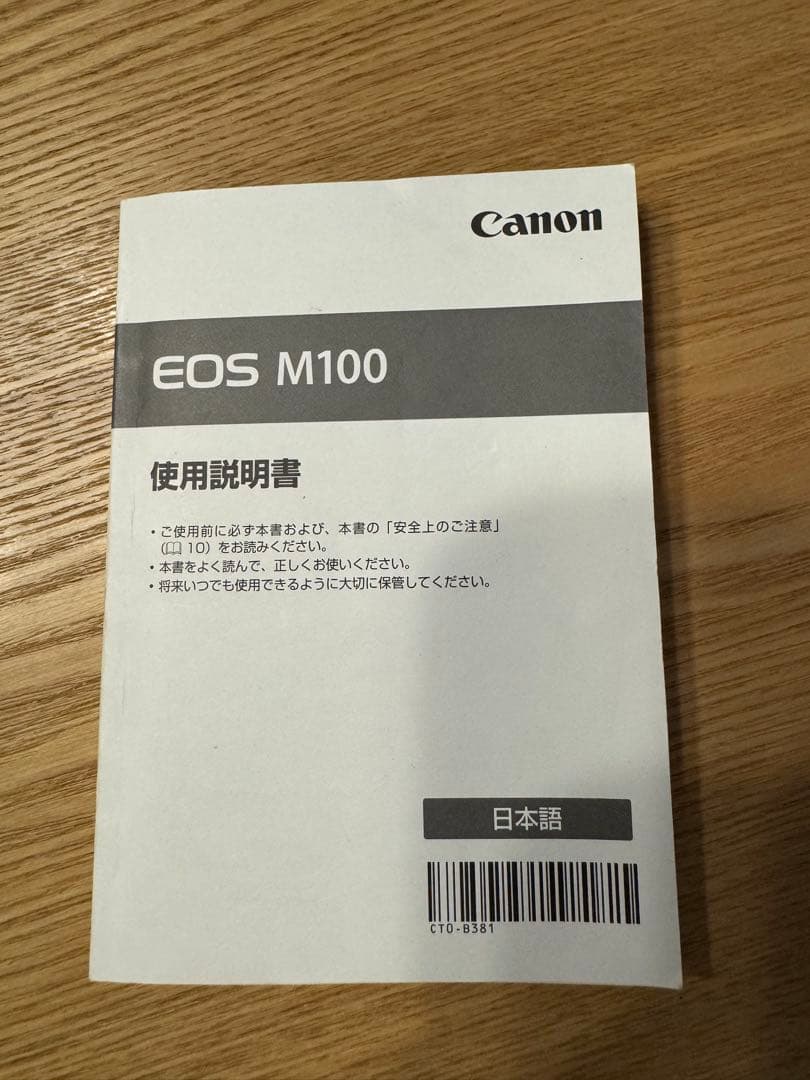 Canon
EOS M100
使用説明書
・ご使用前に必ず本書および、本書の「安全上のご注意」
（📖 10）をお読みください。
・本書をよく読んで、正しくお使いください。
・将来いつでも使用できるように大切に保管してください。
日本語
CT0-B381